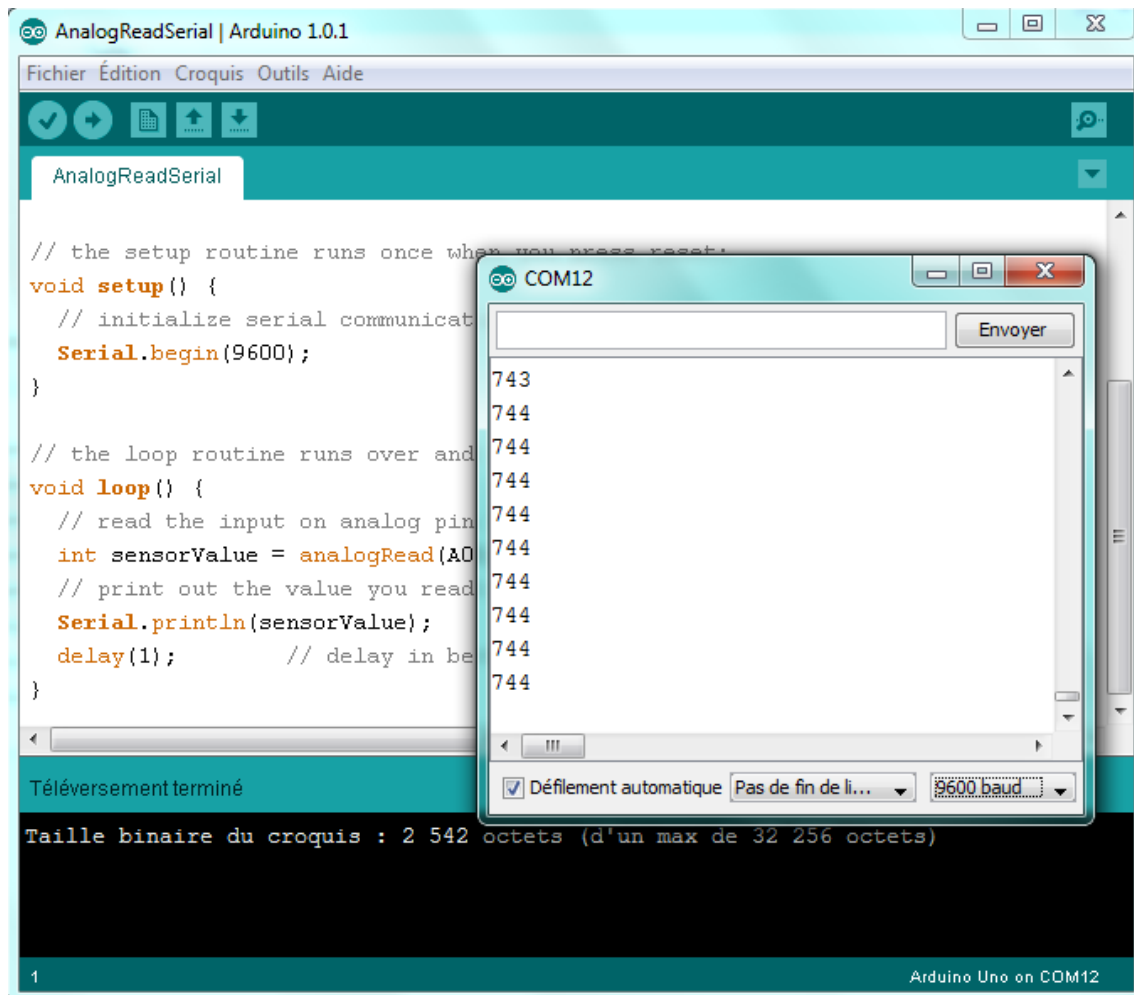 AnalogReadSerial | Arduino 1.0.1
Fichier Édition Croquis Outils Aide
AnalogReadSerial
// the setup routine runs once when you press reset:
void setup() {
// initialize serial communicat
Serial.begin(9600);
}
// the loop routine runs over and
void loop() {
// read the input on analog pin
int sensorValue = analogRead(A0
// print out the value you read
Serial.println(sensorValue);
delay(1); // delay in be
}
COM12
Envoyer
743
744
744
744
744
744
744
744
744
744
Défilement automatique Pas de fin de li... 9600 baud
Téléversement terminé
Taille binaire du croquis : 2 542 octets (d'un max de 32 256 octets)
1 Arduino Uno on COM12